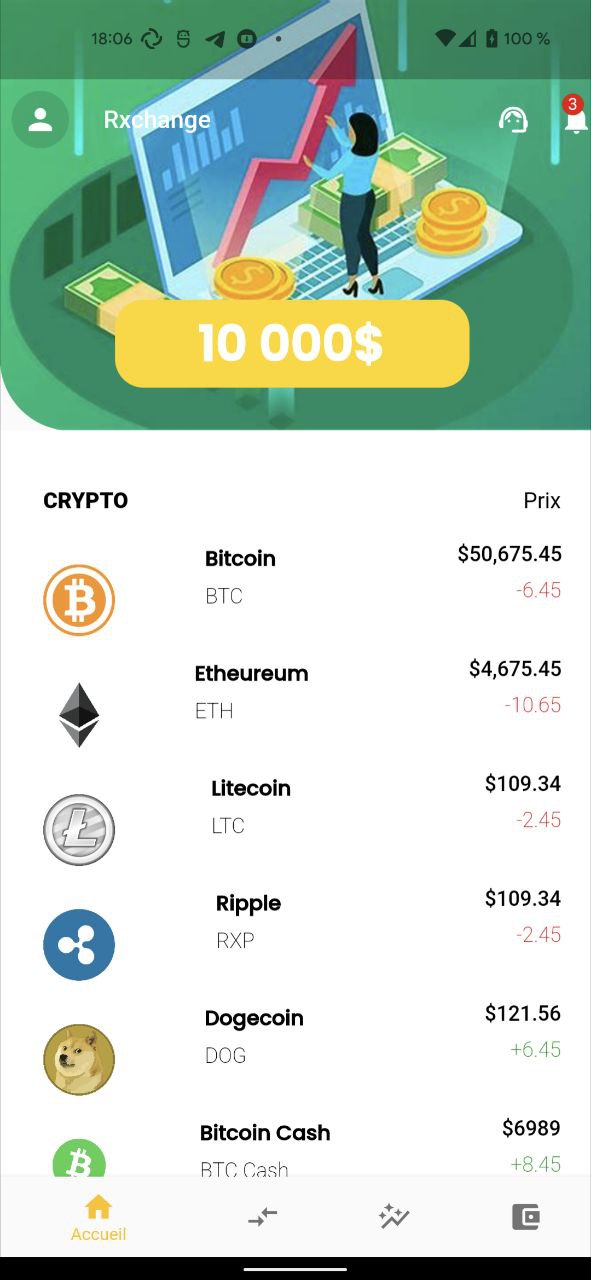 18:06
100 %
Rxchange
3
10 000$
CRYPTO Prix
Bitcoin $50,675.45
BTC -6.45
Etheureum $4,675.45
ETH -10.65
Litecoin $109.34
LTC -2.45
Ripple $109.34
RXP -2.45
Dogecoin $121.56
DOG +6.45
Bitcoin Cash $6989
BTC Cash +8.45
Accueil